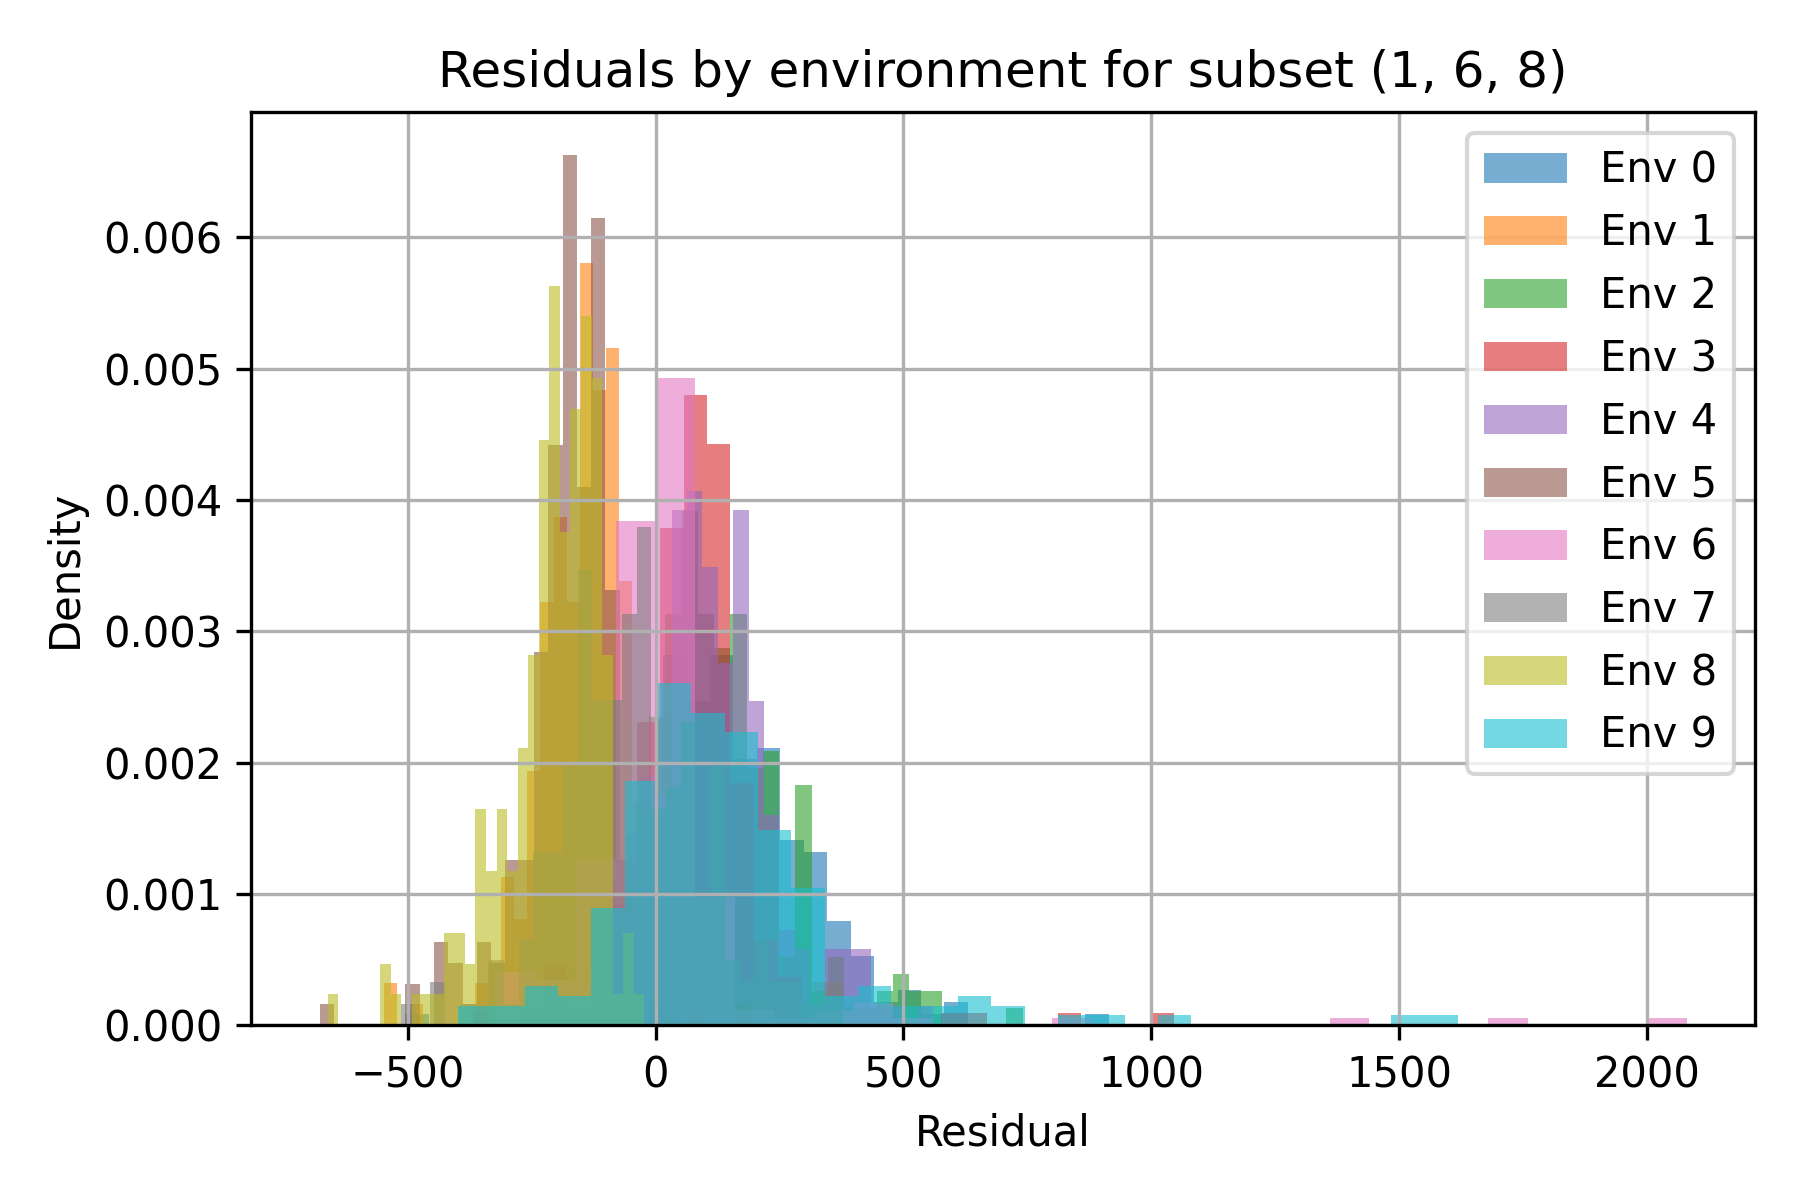 Residuals by environment for subset (1, 6, 8)
Density
0.006
0.005
0.004
0.003
0.002
0.001
0.000
−500
0
500
1000
1500
2000
Residual
Env 0
Env 1
Env 2
Env 3
Env 4
Env 5
Env 6
Env 7
Env 8
Env 9